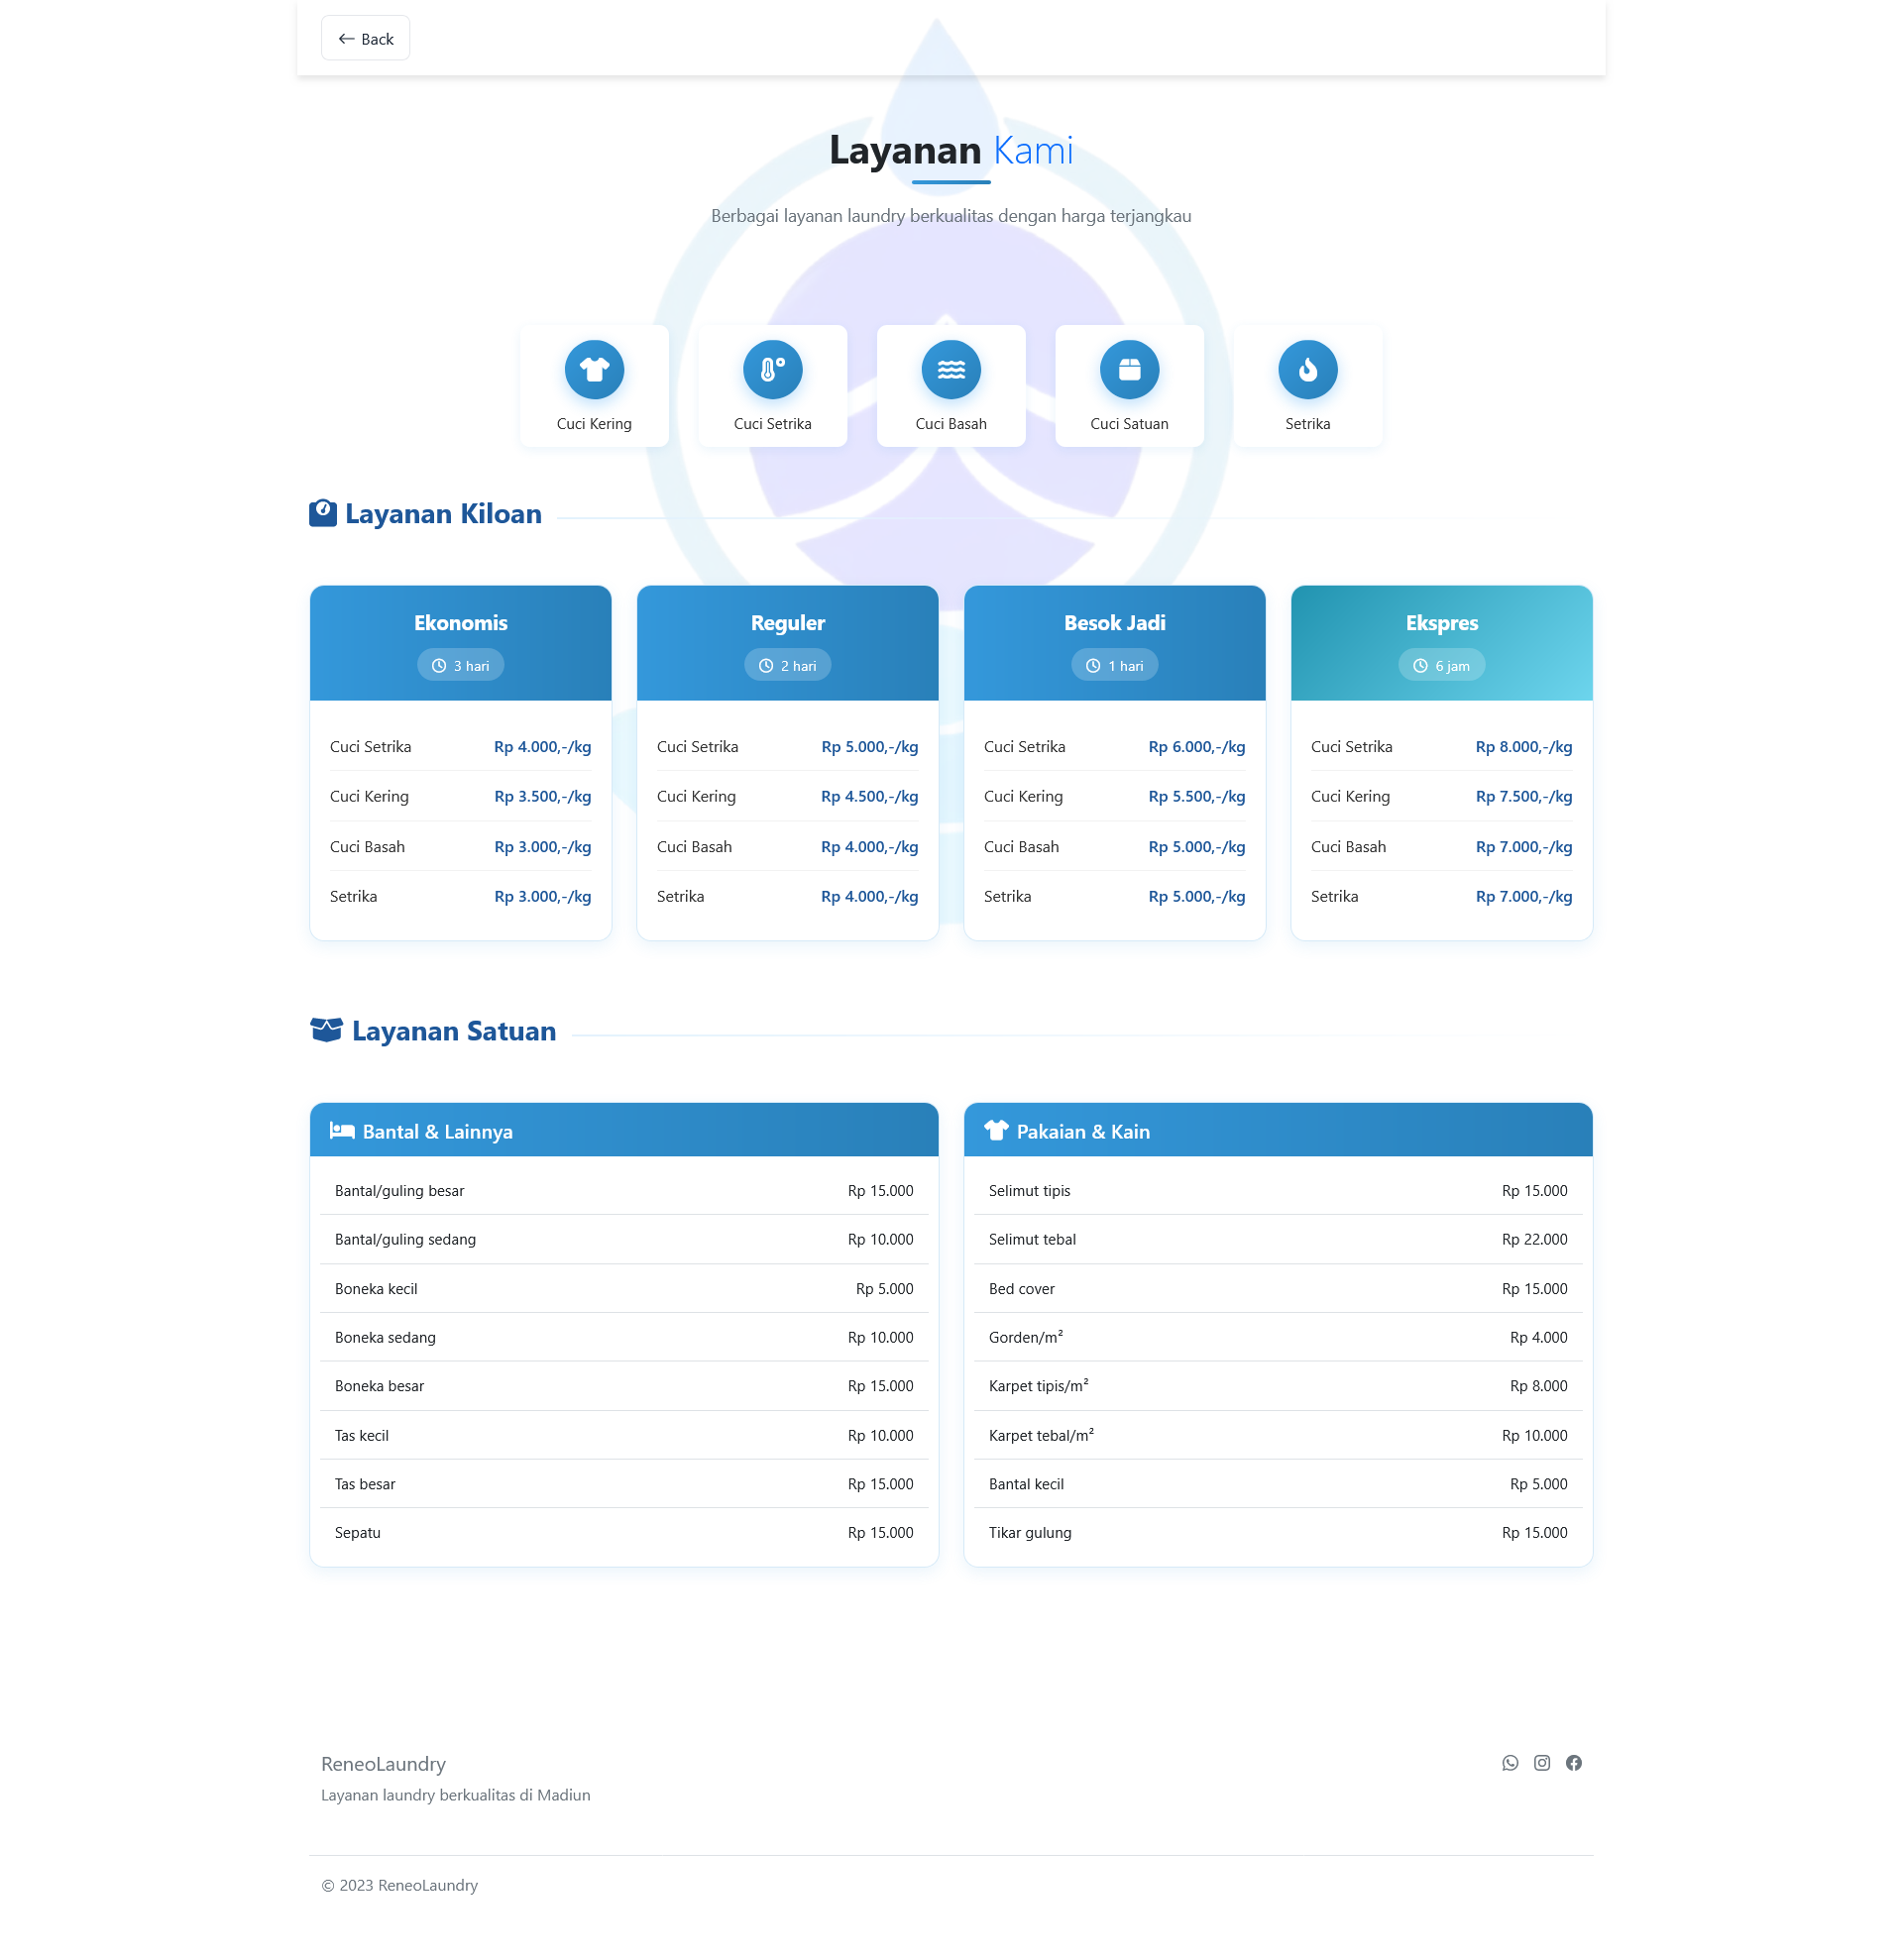 Back
Layanan Kami
Berbagai layanan laundry berkualitas dengan harga terjangkau
Cuci Kering
Cuci Setrika
Cuci Basah
Cuci Satuan
Setrika
Layanan Kiloan
Ekonomis
3 hari
Cuci Setrika Rp 4.000,-/kg
Cuci Kering Rp 3.500,-/kg
Cuci Basah Rp 3.000,-/kg
Setrika Rp 3.000,-/kg
Reguler
2 hari
Cuci Setrika Rp 5.000,-/kg
Cuci Kering Rp 4.500,-/kg
Cuci Basah Rp 4.000,-/kg
Setrika Rp 4.000,-/kg
Besok Jadi
1 hari
Cuci Setrika Rp 6.000,-/kg
Cuci Kering Rp 5.500,-/kg
Cuci Basah Rp 5.000,-/kg
Setrika Rp 5.000,-/kg
Ekspres
6 jam
Cuci Setrika Rp 8.000,-/kg
Cuci Kering Rp 7.500,-/kg
Cuci Basah Rp 7.000,-/kg
Setrika Rp 7.000,-/kg
Layanan Satuan
Bantal & Lainnya
Bantal/guling besar Rp 15.000
Bantal/guling sedang Rp 10.000
Boneka kecil Rp 5.000
Boneka sedang Rp 10.000
Boneka besar Rp 15.000
Tas kecil Rp 10.000
Tas besar Rp 15.000
Sepatu Rp 15.000
Pakaian & Kain
Selimut tipis Rp 15.000
Selimut tebal Rp 22.000
Bed cover Rp 15.000
Gorden/m² Rp 4.000
Karpet tipis/m² Rp 8.000
Karpet tebal/m² Rp 10.000
Bantal kecil Rp 5.000
Tikar gulung Rp 15.000
ReneoLaundry
Layanan laundry berkualitas di Madiun
© 2023 ReneoLaundry